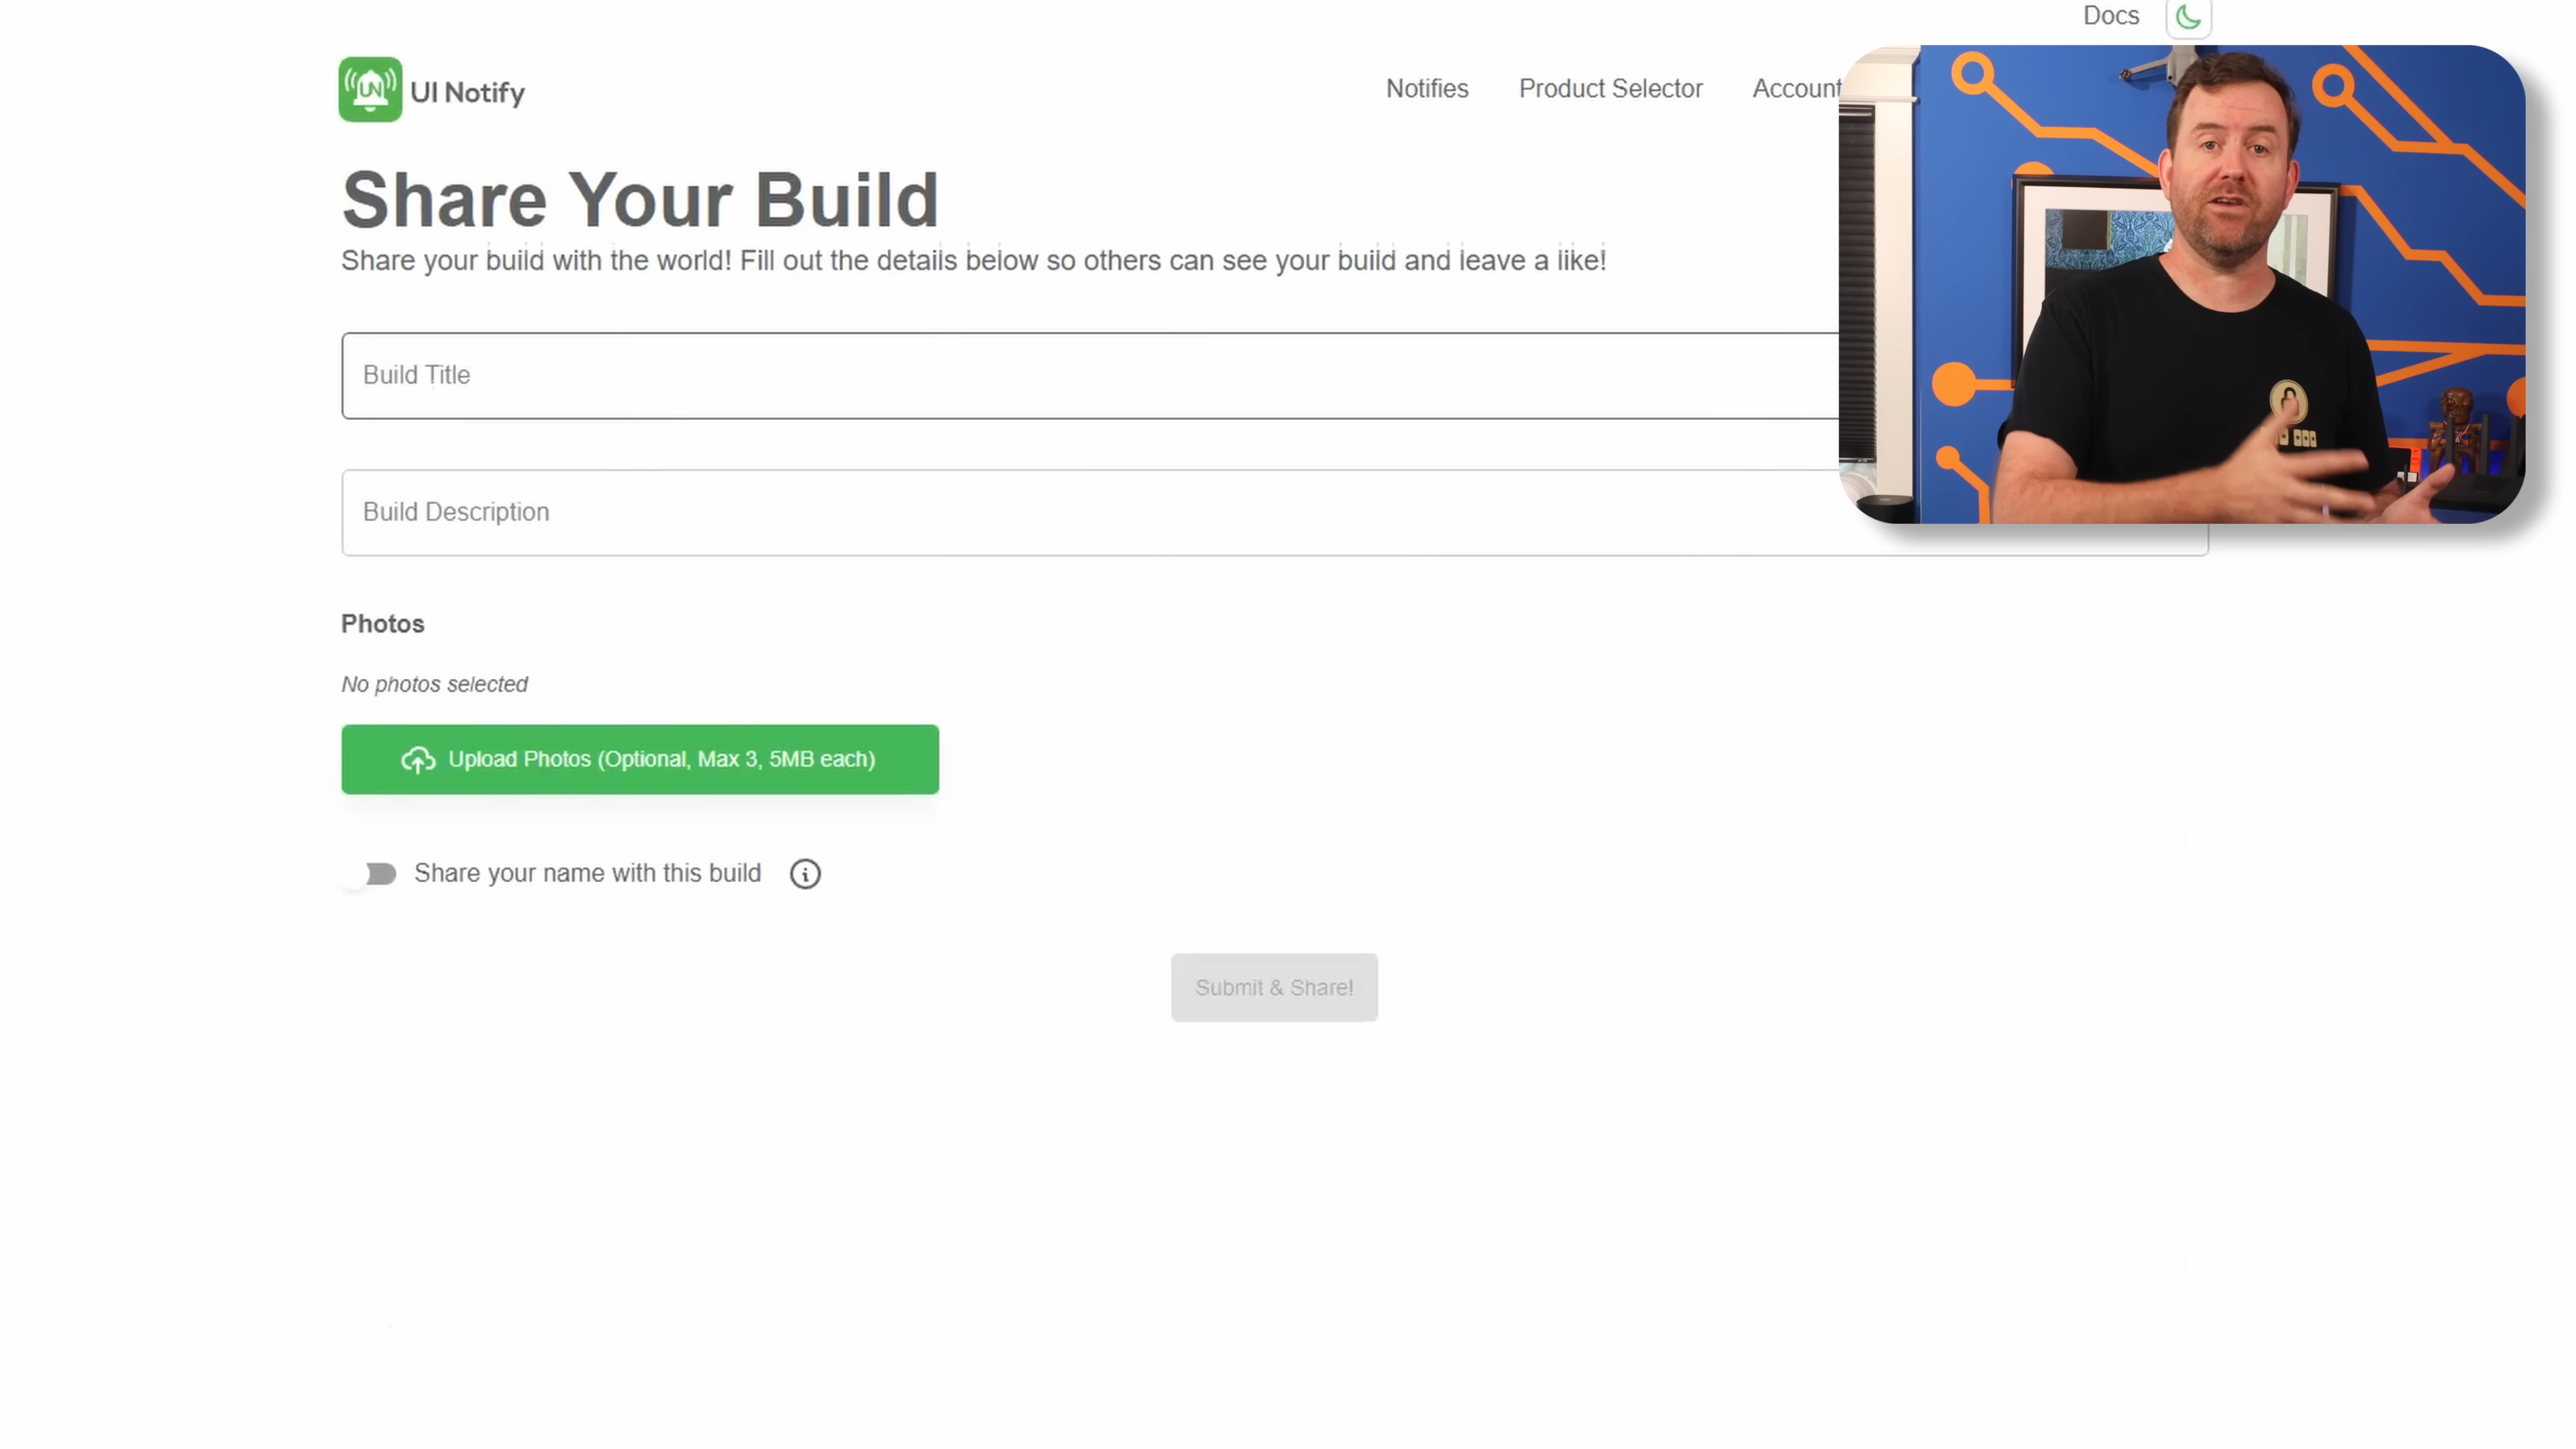 Docs
UI Notify
Notifies
Product Selector
Account
Share Your Build
Share your build with the world! Fill out the details below so others can see your build and leave a like!
Build Title
Build Description
Photos
No photos selected
Upload Photos (Optional, Max 3, 5MB each)
Share your name with this build
Submit & Share!